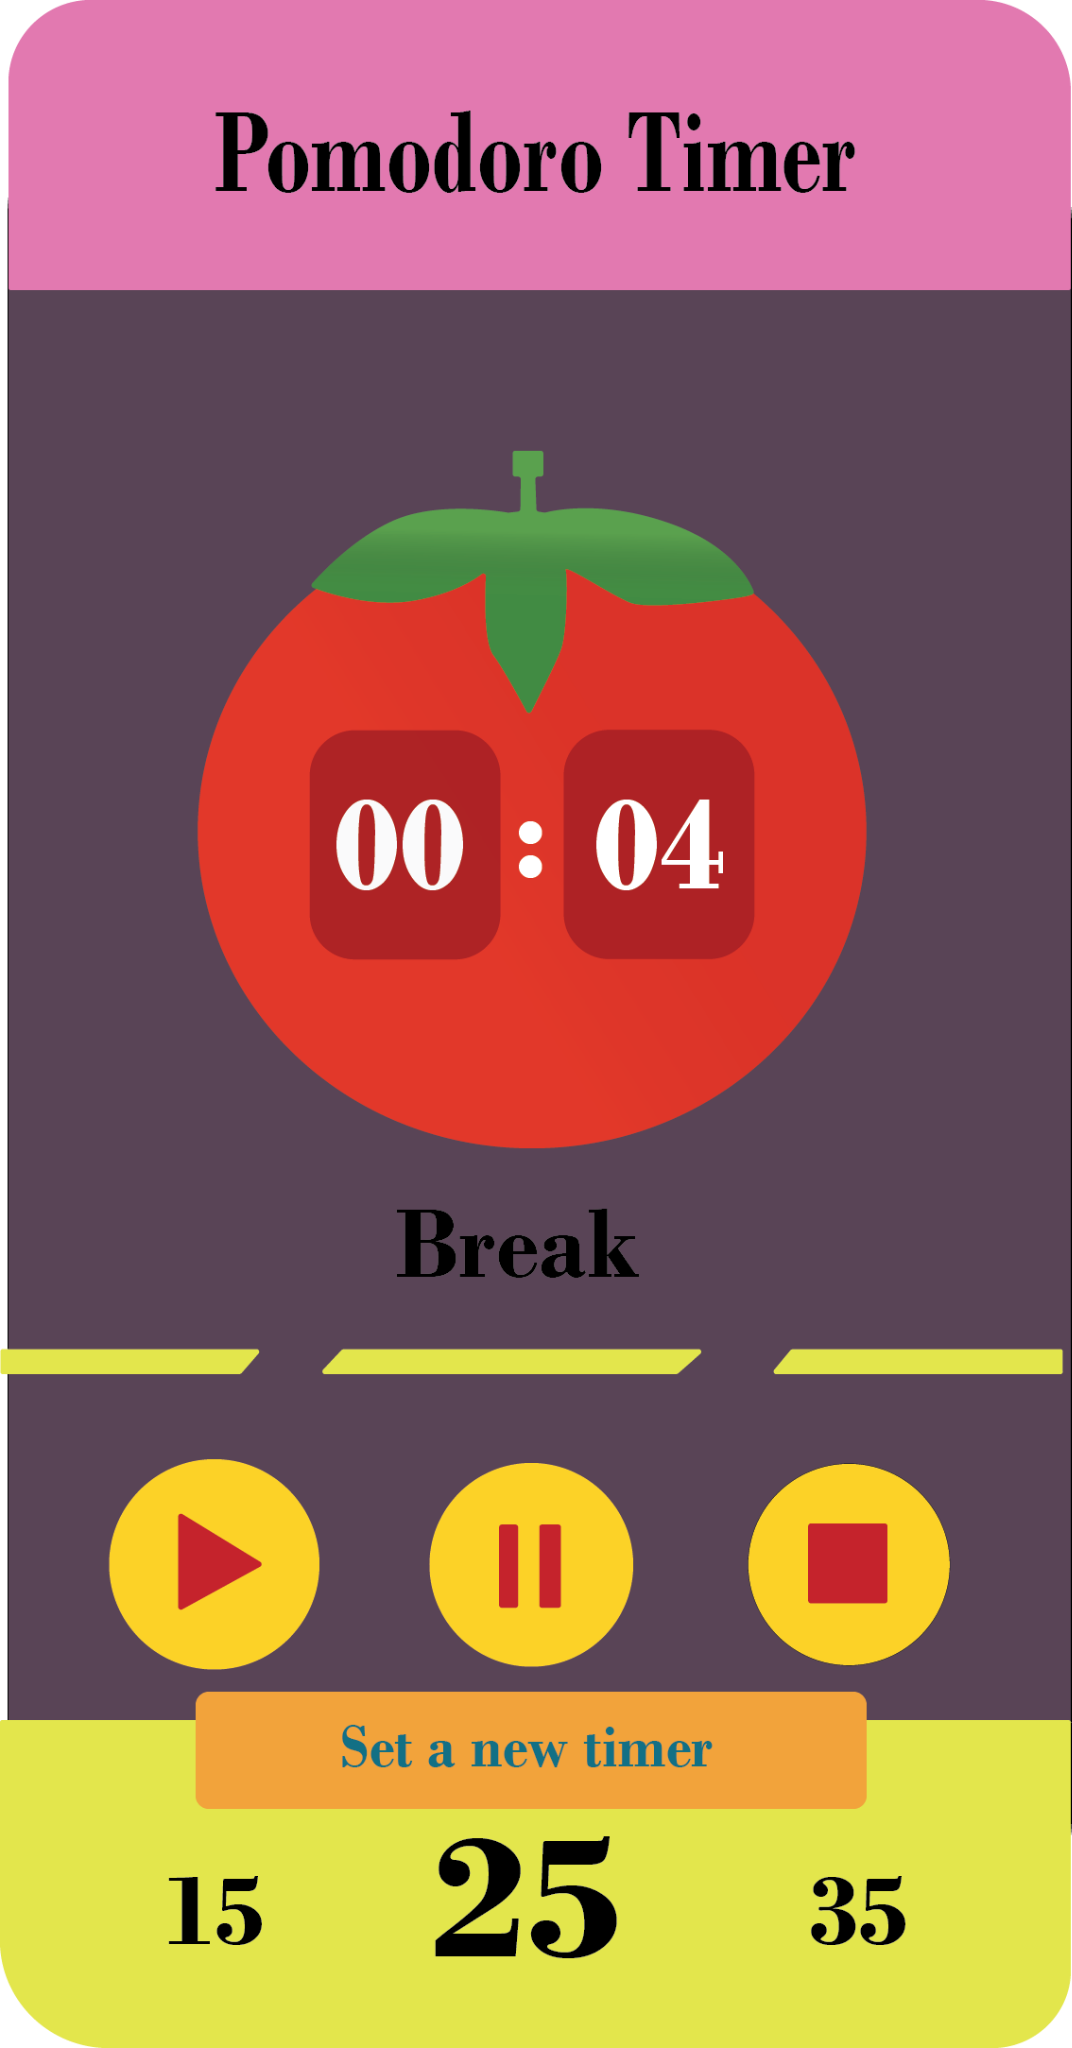 Pomodoro Timer
00 : 04
Break
Set a new timer
15 25 35